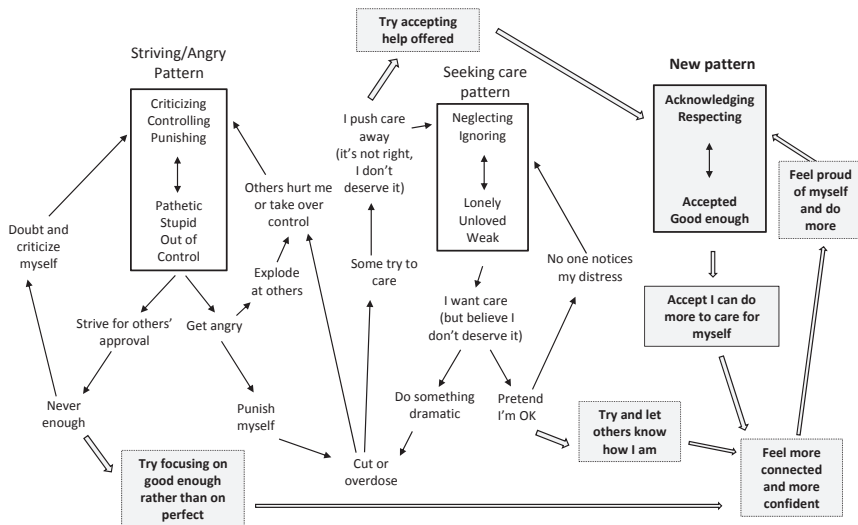 Try accepting
help offered
Striving/Angry
Pattern
Criticizing
Controlling
Punishing
Pathetic
Stupid
Out of
Control
Doubt and
criticize
myself
Others hurt me
or take over
control
Explode
at others
Strive for others’
approval
Get angry
Never
enough
Punish
myself
Try focusing on
good enough
rather than on
perfect
Cut or
overdose
Seeking care
pattern
I push care
away
(it’s not right,
I don’t
deserve it)
Neglecting
Ignoring
Lonely
Unloved
Weak
Some try to
care
No one notices
my distress
I want care
(but believe I
don’t deserve it)
Do something
dramatic
Pretend
I’m OK
Try and let
others know
how I am
New pattern
Acknowledging
Respecting
Accepted
Good enough
Feel proud
of myself
and do
more
Accept I can do
more to care for
myself
Feel more
connected
and more
confident